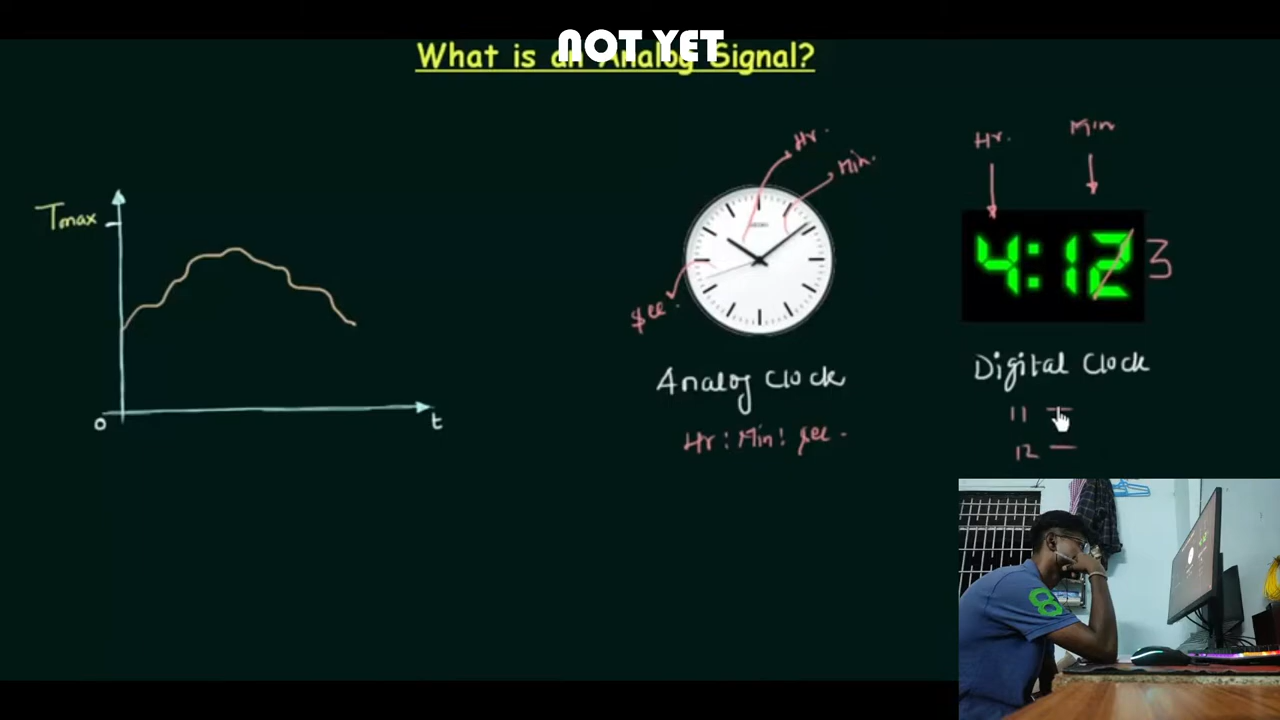 NOT YET
What is an Analog Signal?
Hr.
Min.
Sec.
Hr.
Min
Tmax
4:12
3
0
t
Analog Clock
Hr : Min : Sec.
Digital Clock
11
12
8